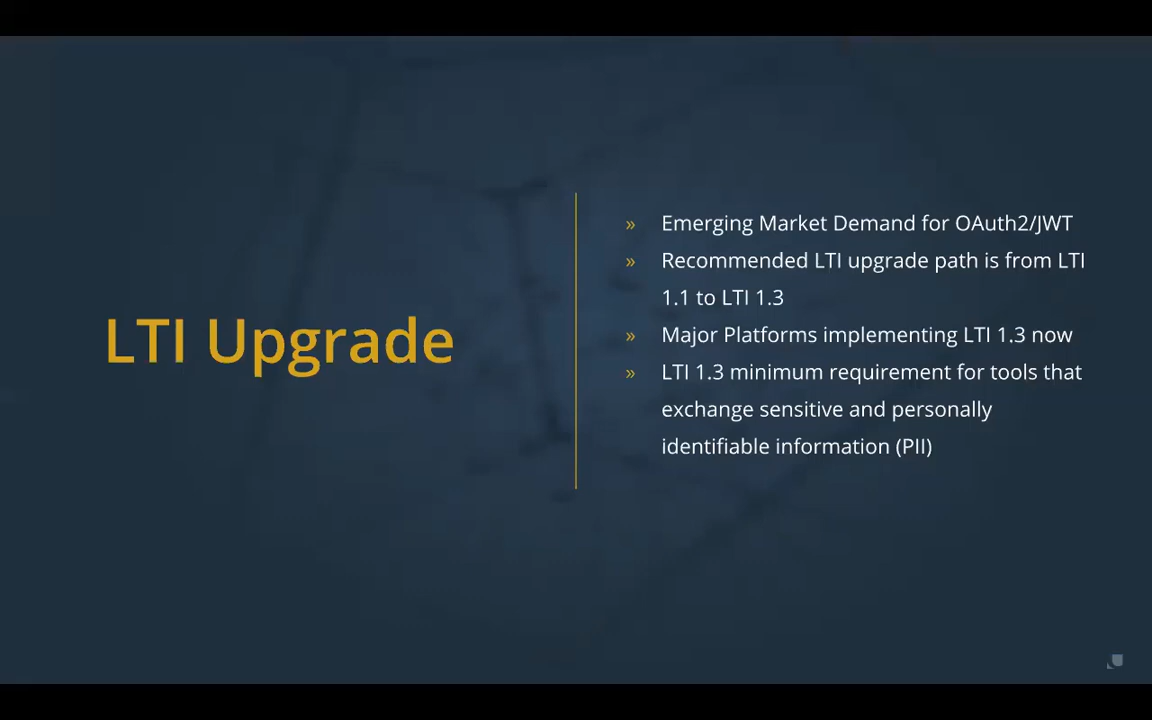 LTI Upgrade
» Emerging Market Demand for OAuth2/JWT
» Recommended LTI upgrade path is from LTI
1.1 to LTI 1.3
» Major Platforms implementing LTI 1.3 now
» LTI 1.3 minimum requirement for tools that
exchange sensitive and personally
identifiable information (PII)